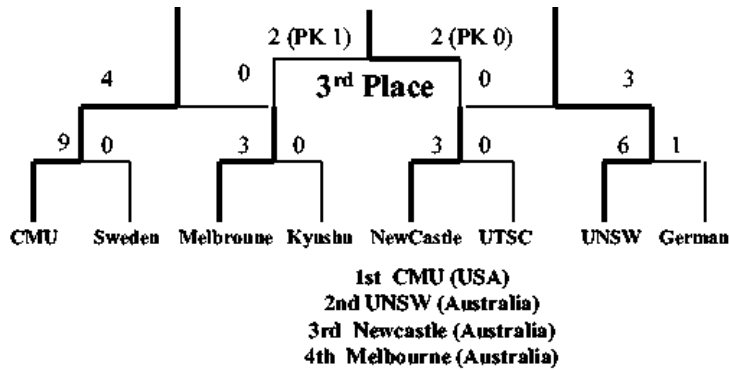 2 (PK 1) 2 (PK 0)
4 0 3rd Place 0 3
9 0 3 0 3 0 6 1
CMU Sweden Melbroune Kyushu NewCastle UTSC UNSW German
1st CMU (USA)
2nd UNSW (Australia)
3rd Newcastle (Australia)
4th Melbourne (Australia)